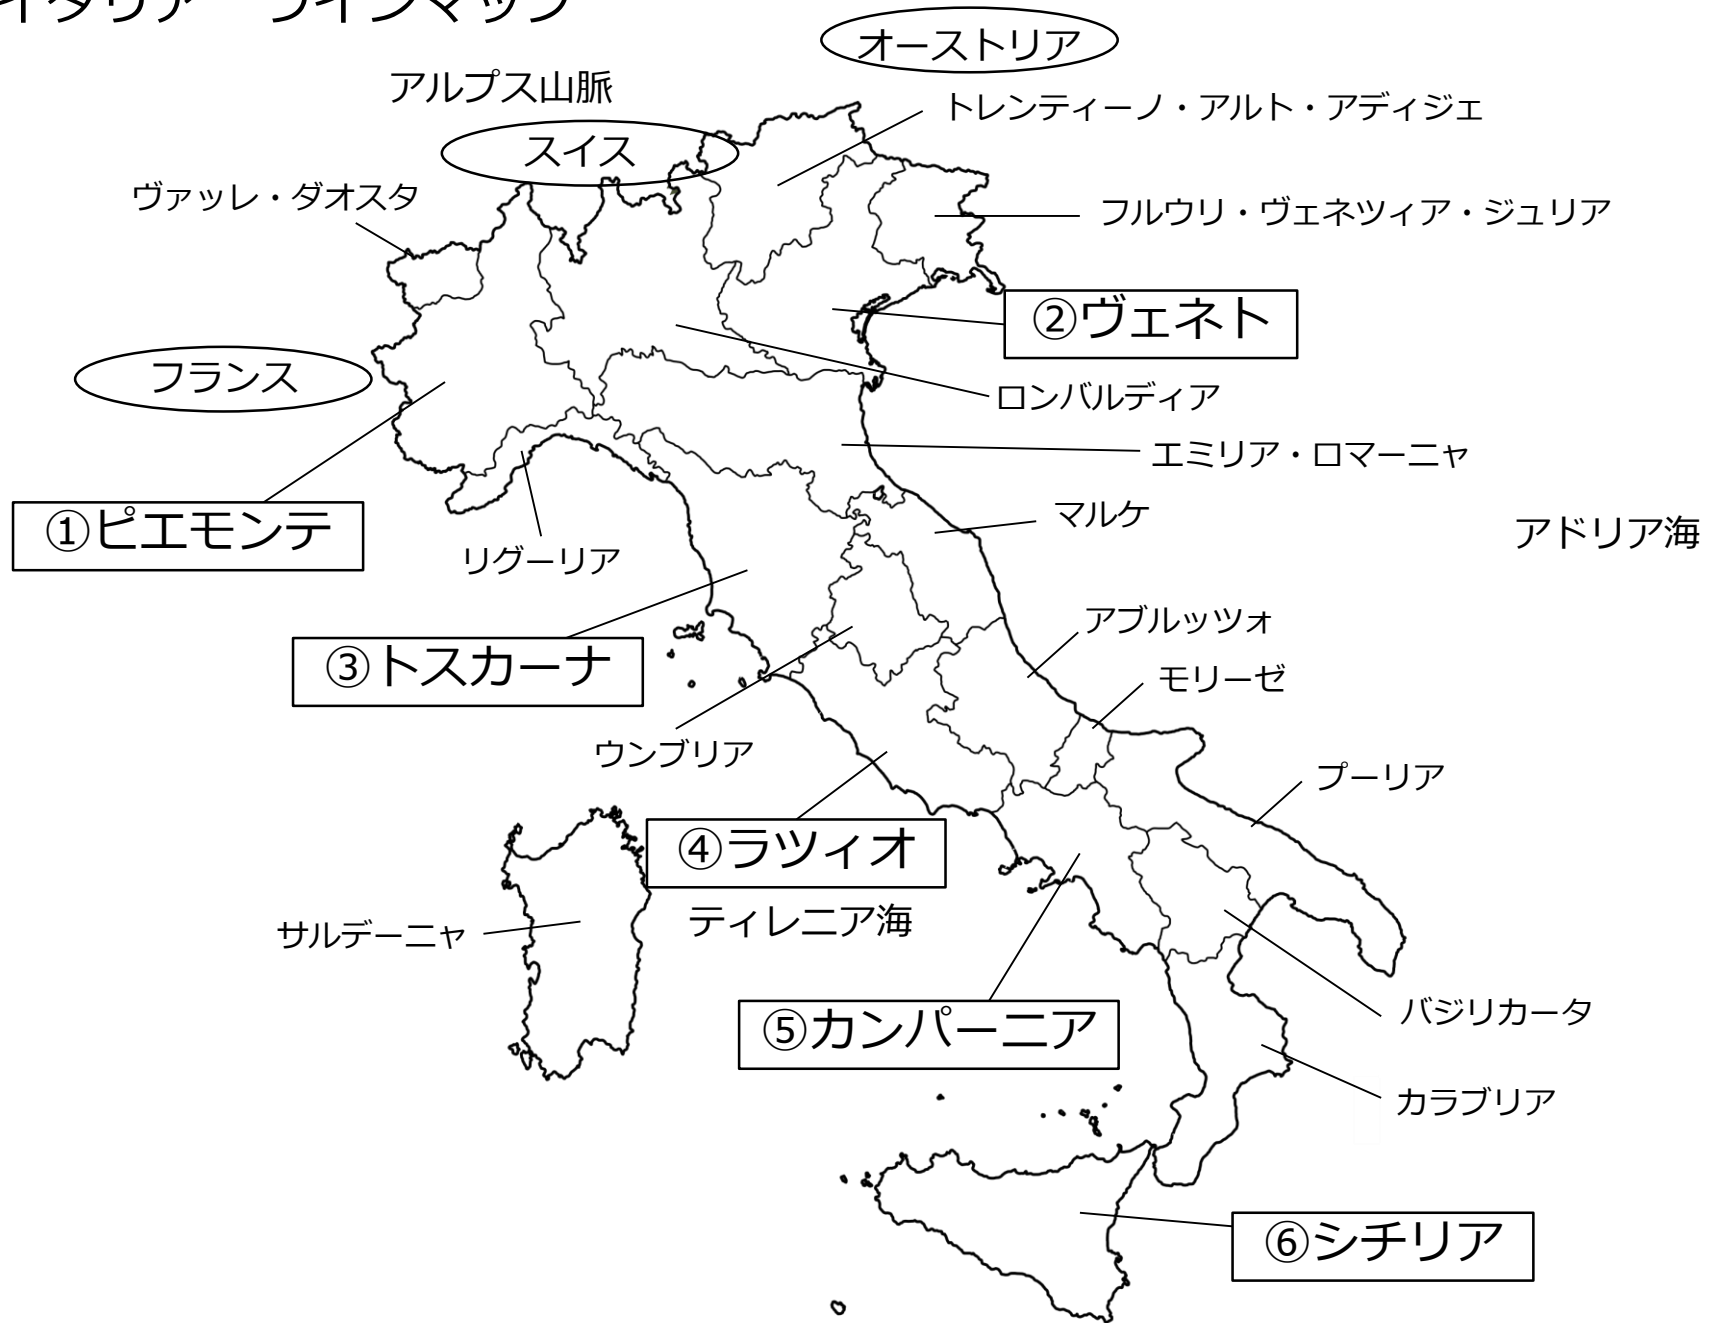 イタリア　ワインマップ
オーストリア
アルプス山脈
トレンティーノ・アルト・アディジェ
スイス
ヴァッレ・ダオスタ
フルウリ・ヴェネツィア・ジュリア
②ヴェネト
フランス
ロンバルディア
エミリア・ロマーニャ
マルケ
①ピエモンテ
アドリア海
リグーリア
アブルッツォ
③トスカーナ
モリーゼ
ウンブリア
プーリア
④ラツィオ
ティレニア海
サルデーニャ
バジリカータ
⑤カンパーニア
カラブリア
⑥シチリア